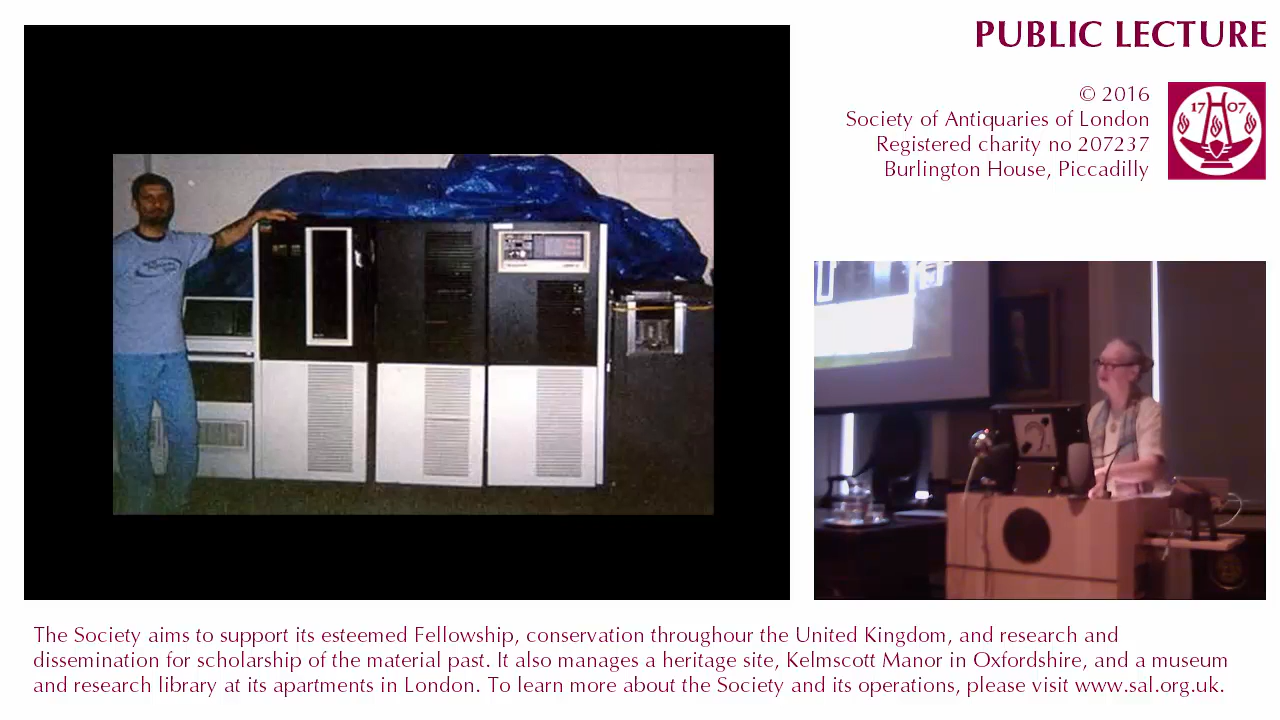 PUBLIC LECTURE
© 2016
Society of Antiquaries of London
Registered charity no 207237
Burlington House, Piccadilly
17 07
The Society aims to support its esteemed Fellowship, conservation throughour the United Kingdom, and research and
dissemination for scholarship of the material past. It also manages a heritage site, Kelmscott Manor in Oxfordshire, and a museum
and research library at its apartments in London. To learn more about the Society and its operations, please visit www.sal.org.uk.